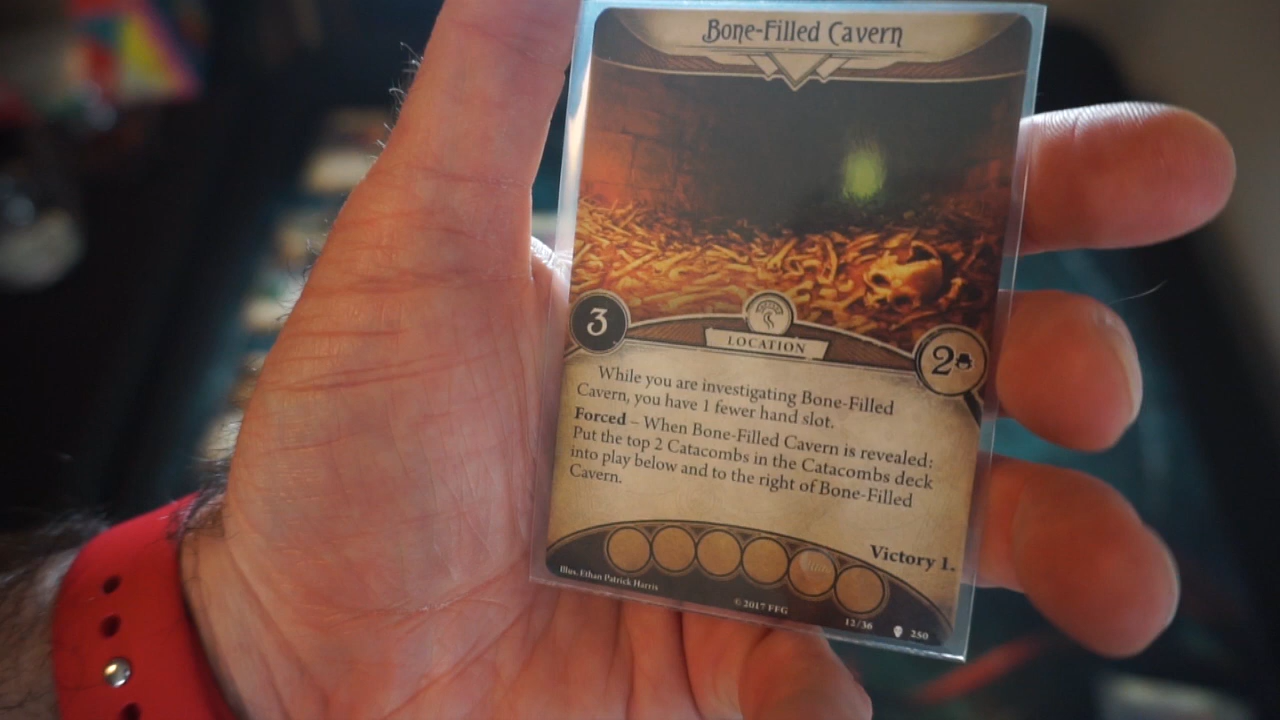 Bone-Filled Cavern
3
LOCATION
2
While you are investigating Bone-Filled
Cavern, you have 1 fewer hand slot.
Forced – When Bone-Filled Cavern is revealed:
Put the top 2 Catacombs in the Catacombs deck
into play below and to the right of Bone-Filled
Cavern.
Victory 1.
Illus. Ethan Patrick Harris
©2017 FFG
12/36
250